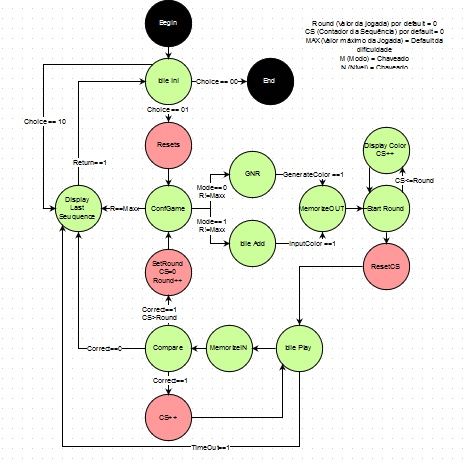 Begin
Round (Valor da Jogada) por default = 0
CS (Contador da Sequência) por default = 0
MAX (Valor máximo da Jogada) = Default da
dificuldade
M (Modo) = Chaveado
N (Nível) = Chaveado
Idle Ini
Choice == 00
End
Choice == 01
Choice == 10
Resets
Display Color
CS++
Return==1
GNR
GenerateColor ==1
CS<=Round
Mode==0
R!=Maxx
Display
Last
Seuquence
R==Maxx
ConfGame
MemorizeOUT
Start Round
Mode==1
R!=Maxx
Idle Add
InputColor ==1
SetRound
CS=0
Round++
ResetCS
Correct==1
CS>Round
Correct==0
Compare
MemorizeIN
Idle Play
Correct==1
CS++
TimeOut==1